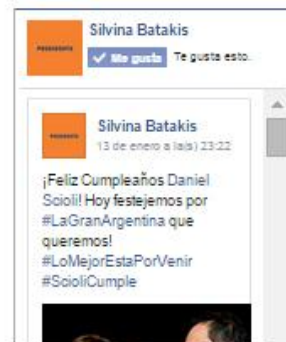 Silvina Batakis
Me gusta Te gusta esto.
Silvina Batakis
13 de enero a la(s) 23:22
¡Feliz Cumpleaños Daniel
Scioli! Hoy festejemos por
#LaGranArgentina que
queremos!
#LoMejorEstaPorVenir
#ScioliCumple